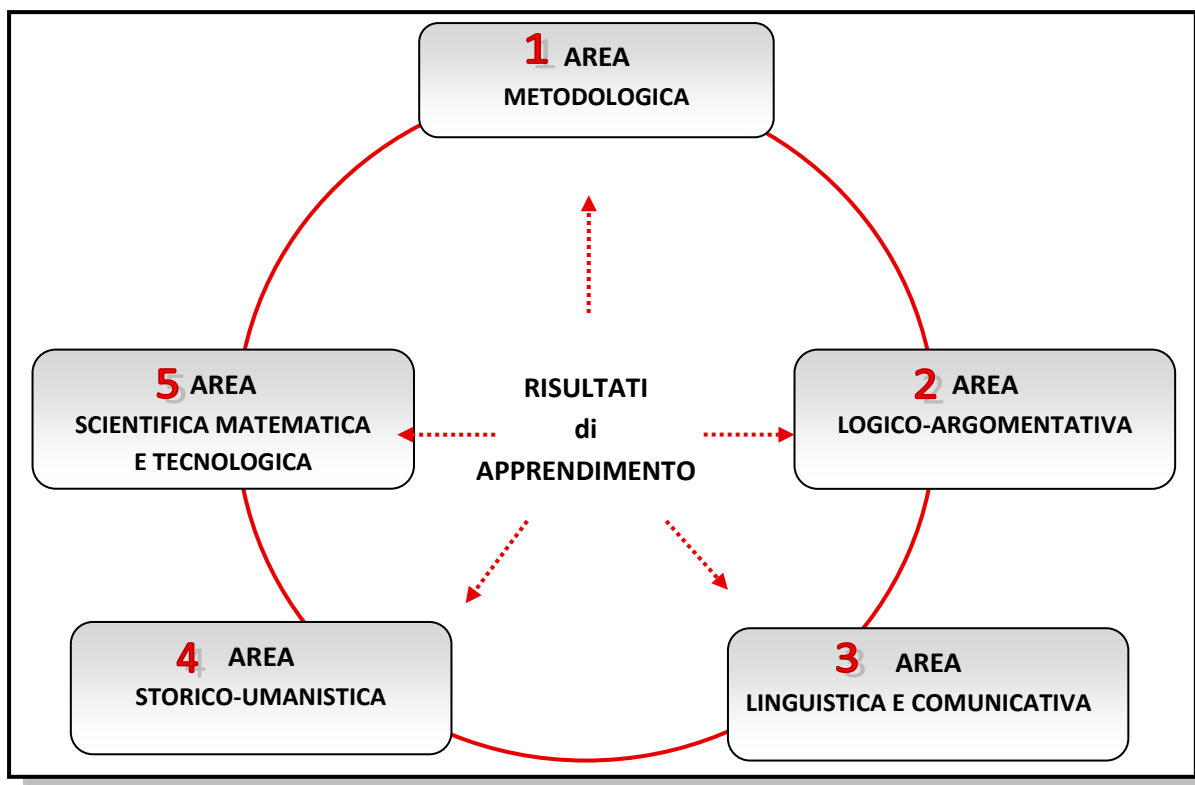 1 AREA
METODOLOGICA
2 AREA
LOGICO-ARGOMENTATIVA
3 AREA
LINGUISTICA E COMUNICATIVA
4 AREA
STORICO-UMANISTICA
5 AREA
SCIENTIFICA MATEMATICA
E TECNOLOGICA
RISULTATI
di
APPRENDIMENTO